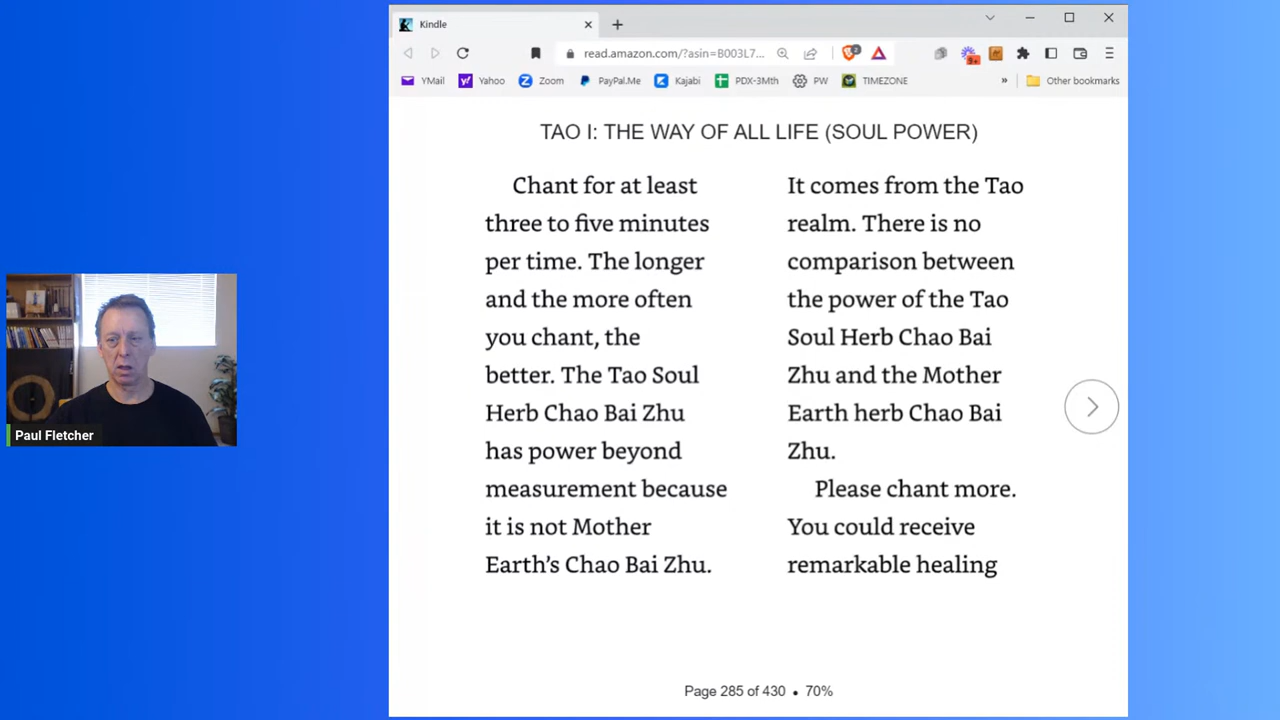 Kindle
read.amazon.com/?asin=B003L7...
2
9+
YMail
Yahoo
Zoom
PayPal.Me
Kajabi
PDX-3Mth
PW
TIMEZONE
»
Other bookmarks
TAO I: THE WAY OF ALL LIFE (SOUL POWER)
Chant for at least
three to five minutes
per time. The longer
and the more often
you chant, the
better. The Tao Soul
Herb Chao Bai Zhu
has power beyond
measurement because
it is not Mother
Earth’s Chao Bai Zhu.
It comes from the Tao
realm. There is no
comparison between
the power of the Tao
Soul Herb Chao Bai
Zhu and the Mother
Earth herb Chao Bai
Zhu.
Please chant more.
You could receive
remarkable healing
Page 285 of 430 • 70%
Paul Fletcher